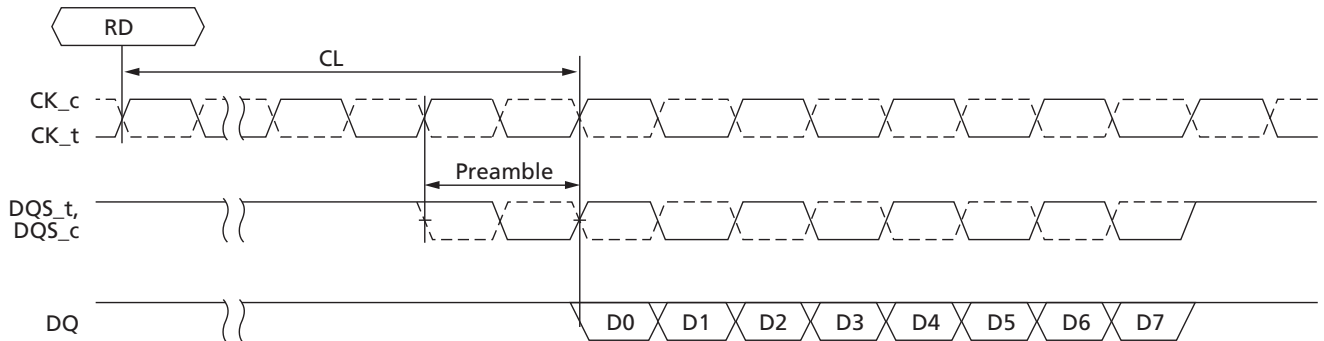 RD
CL
CK_c
CK_t
Preamble
DQS_t,
DQS_c
DQ
D0 D1 D2 D3 D4 D5 D6 D7